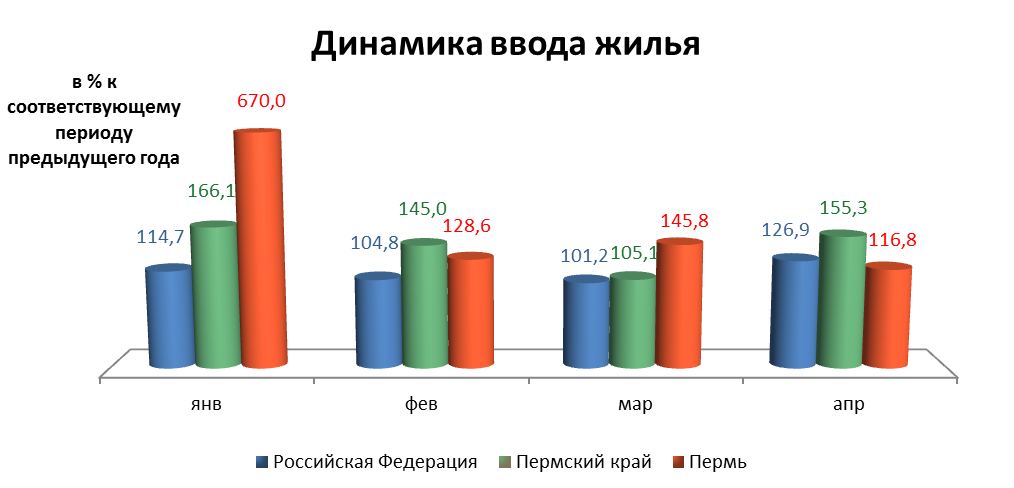 Динамика ввода жилья
в % к
соответствующему
периоду
предыдущего года
670,0
166,1
114,7
104,8
145,0
128,6
101,2
105,1
145,8
126,9
155,3
116,8
янв фев мар апр
Российская Федерация Пермский край Пермь